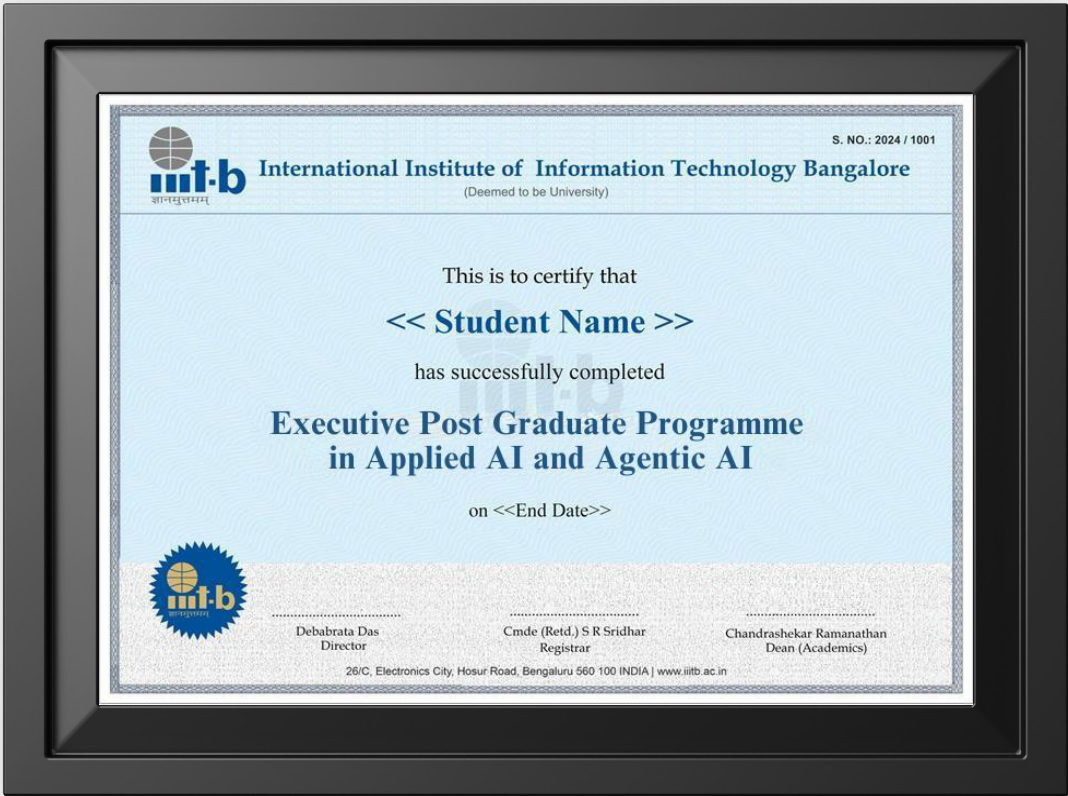 S. NO.: 2024 / 1001
iiit-b
ज्ञानमुत्तमम्
International Institute of Information Technology Bangalore
(Deemed to be University)
This is to certify that
<< Student Name >>
has successfully completed
Executive Post Graduate Programme
in Applied AI and Agentic AI
on <<End Date>>
iiit-b
ज्ञानमुत्तमम्
Debabrata Das
Director
Cmde (Retd.) S R Sridhar
Registrar
Chandrashekar Ramanathan
Dean (Academics)
26/C, Electronics City, Hosur Road, Bengaluru 560 100 INDIA | www.iiitb.ac.in